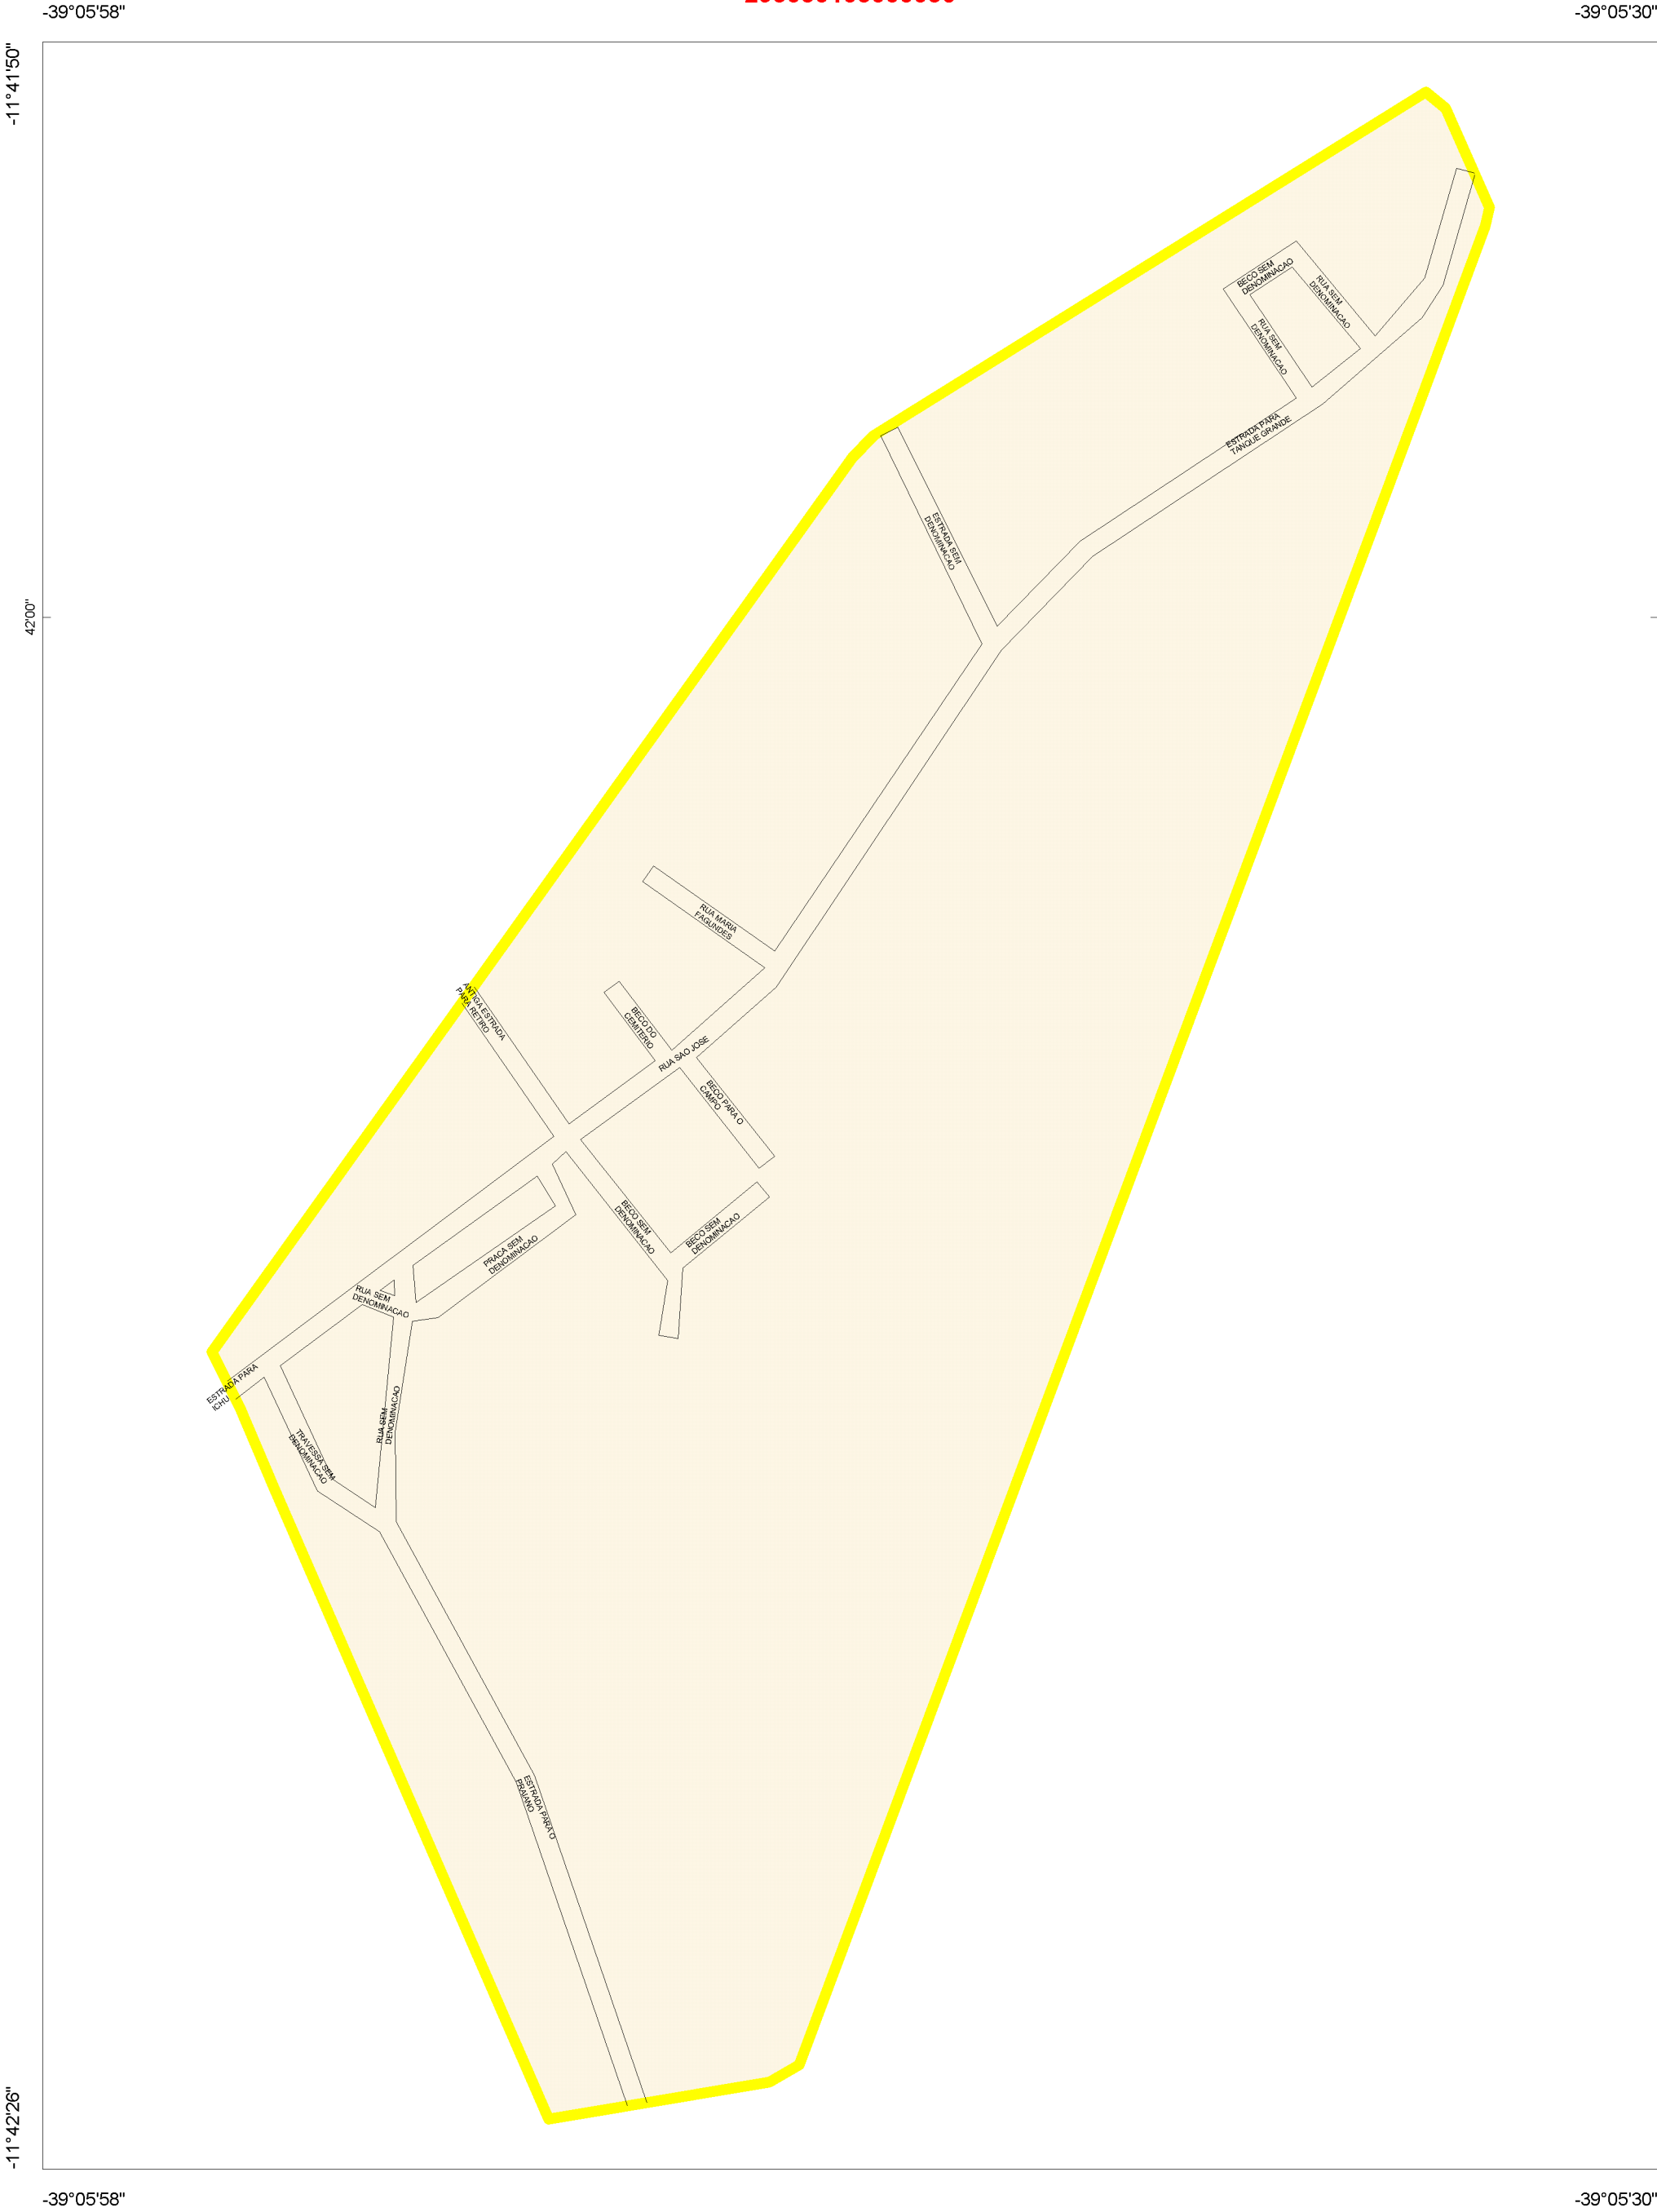 -39°05'58"
-39°05'30"
-11°41'50"
BECO SEM
DENOMINACAO
RUA SEM
DENOMINACAO
RUA SEM
DENOMINACAO
ESTRADA PARA
TANQUE GRANDE
ESTRADA SEM
DENOMINACAO
42'00"
RUA MARIA
FAGUNDES
ANTIGA ESTRADA
PARA RETIRO
BECO DO
CEMITERIO
RUA SAO JOSE
BECO PARA O
CAMPO
BECO SEM
DENOMINACAO
BECO SEM
DENOMINACAO
PRACA SEM
DENOMINACAO
RUA SEM
DENOMINACAO
ESTRADA PARA
ICHU
RUA SEM
DENOMINACAO
TRAVESSA SEM
DENOMINACAO
ESTRADA PARA O
PRAIANO
-11°42'26"
-39°05'58"
-39°05'30"